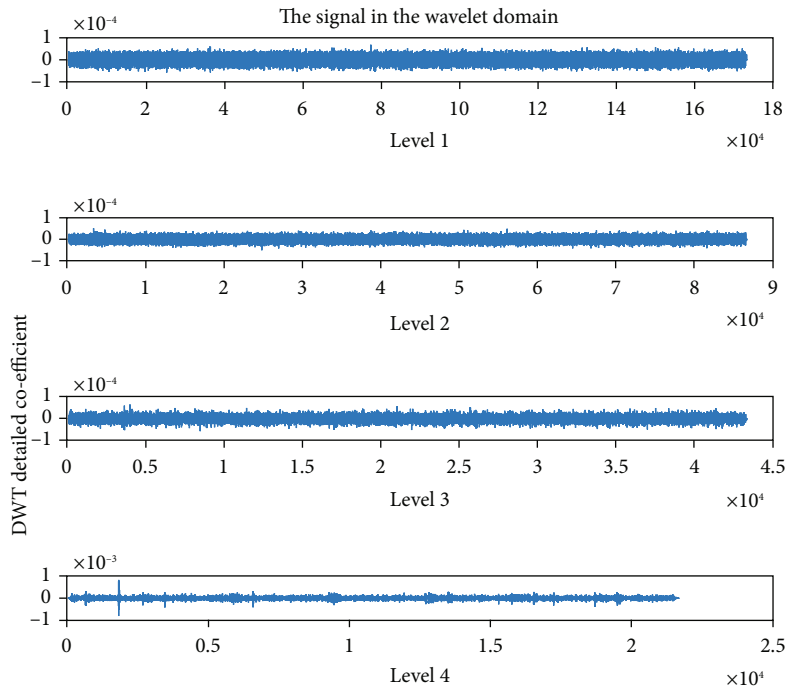 The signal in the wavelet domain
×10⁻⁴
1
0
−1
0 2 4 6 8 10 12 14 16 18
Level 1 ×10⁴
×10⁻⁴
1
0
−1
0 1 2 3 4 5 6 7 8 9
Level 2 ×10⁴
DWT detailed co-efficient
×10⁻⁴
1
0
−1
0 0.5 1 1.5 2 2.5 3 3.5 4 4.5
Level 3 ×10⁴
×10⁻³
1
0
−1
0 0.5 1 1.5 2 2.5
Level 4 ×10⁴